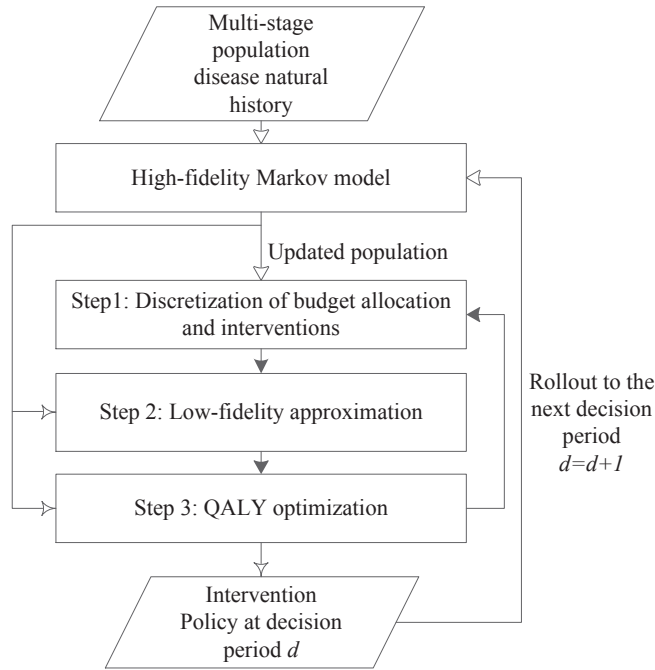 Multi-stage
population
disease natural
history
High-fidelity Markov model
Updated population
Step1: Discretization of budget allocation
and interventions
Step 2: Low-fidelity approximation
Step 3: QALY optimization
Rollout to the
next decision
period
d=d+1
Intervention
Policy at decision
period d